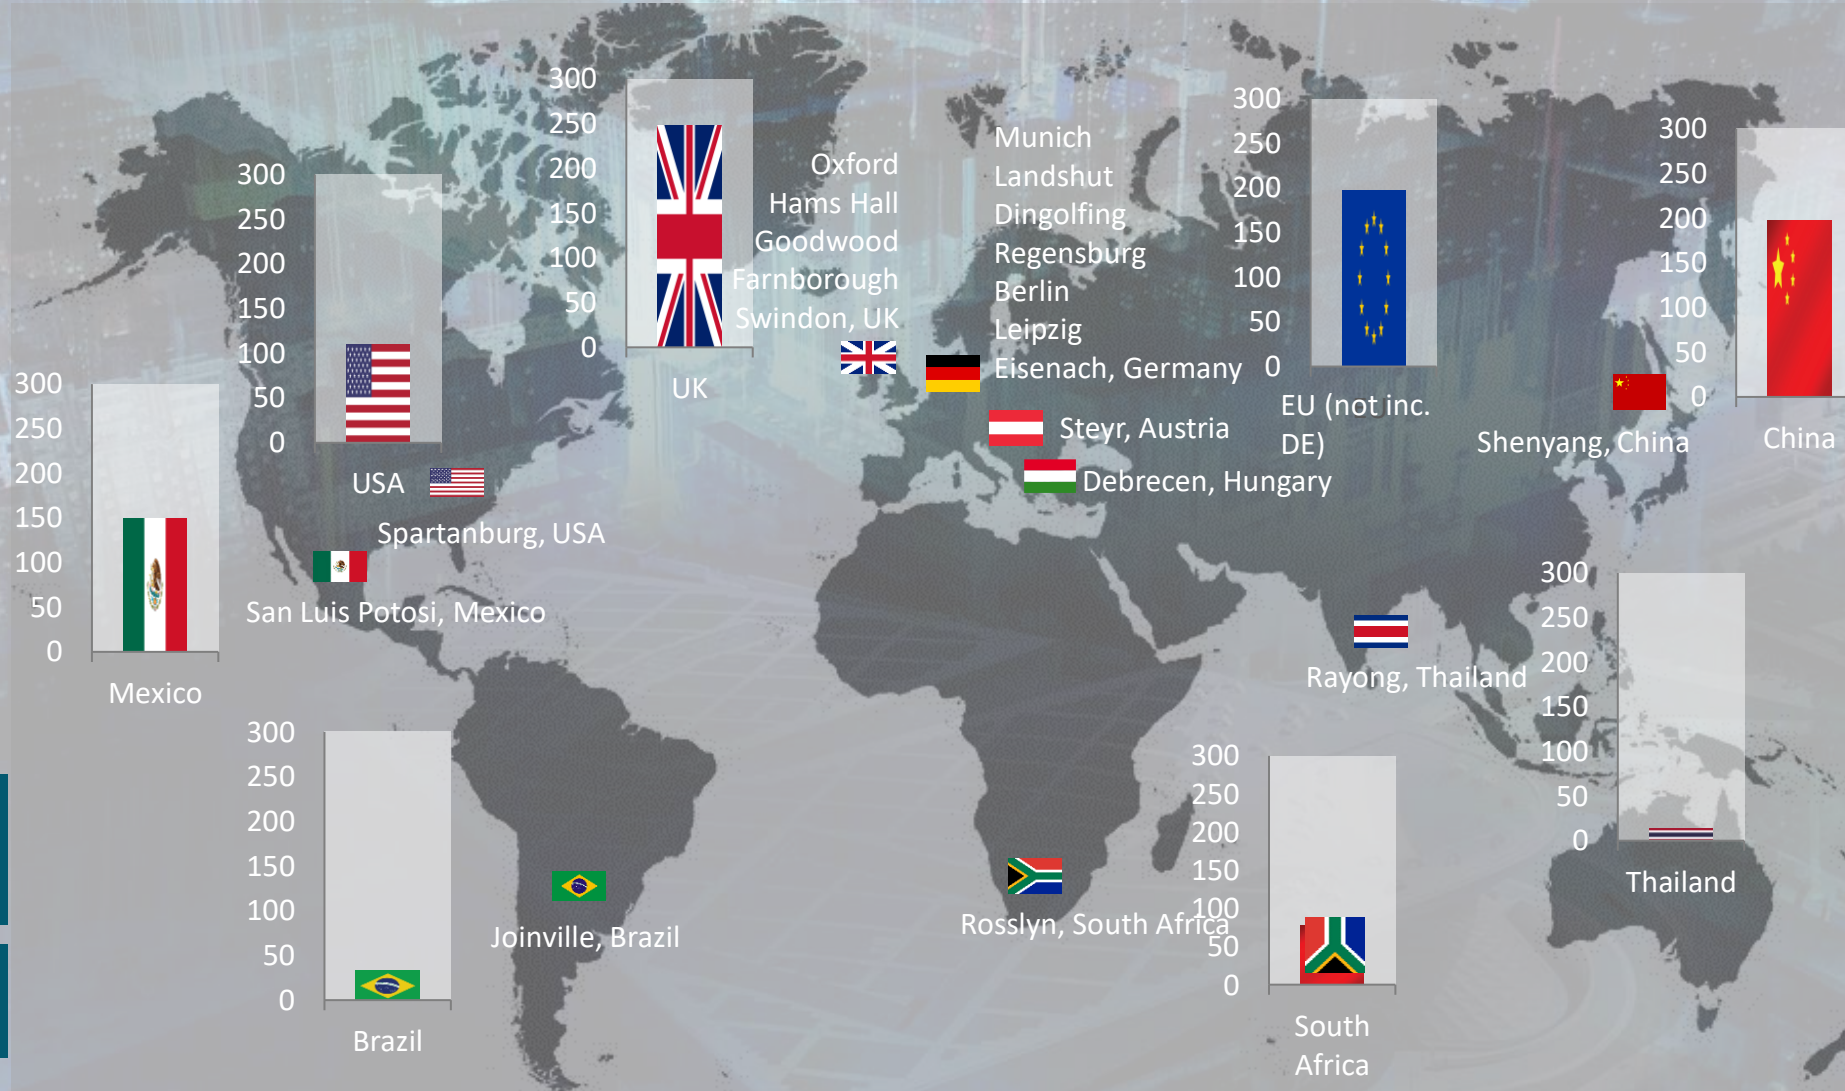 300
250
200
150
100
50
0
Mexico
300
250
200
150
100
50
0
USA
Spartanburg, USA
San Luis Potosi, Mexico
300
250
200
150
100
50
0
UK
Oxford
Hams Hall
Goodwood
Farnborough
Swindon, UK
Munich
Landshut
Dingolfing
Regensburg
Berlin
Leipzig
Eisenach, Germany
Steyr, Austria
Debrecen, Hungary
300
250
200
150
100
50
0
EU (not inc.
DE)
300
250
200
150
100
50
0
China
Shenyang, China
Rayong, Thailand
300
250
200
150
100
50
0
Thailand
300
250
200
150
100
50
0
Brazil
Joinville, Brazil
Rosslyn, South Africa
300
250
200
150
100
50
0
South
Africa